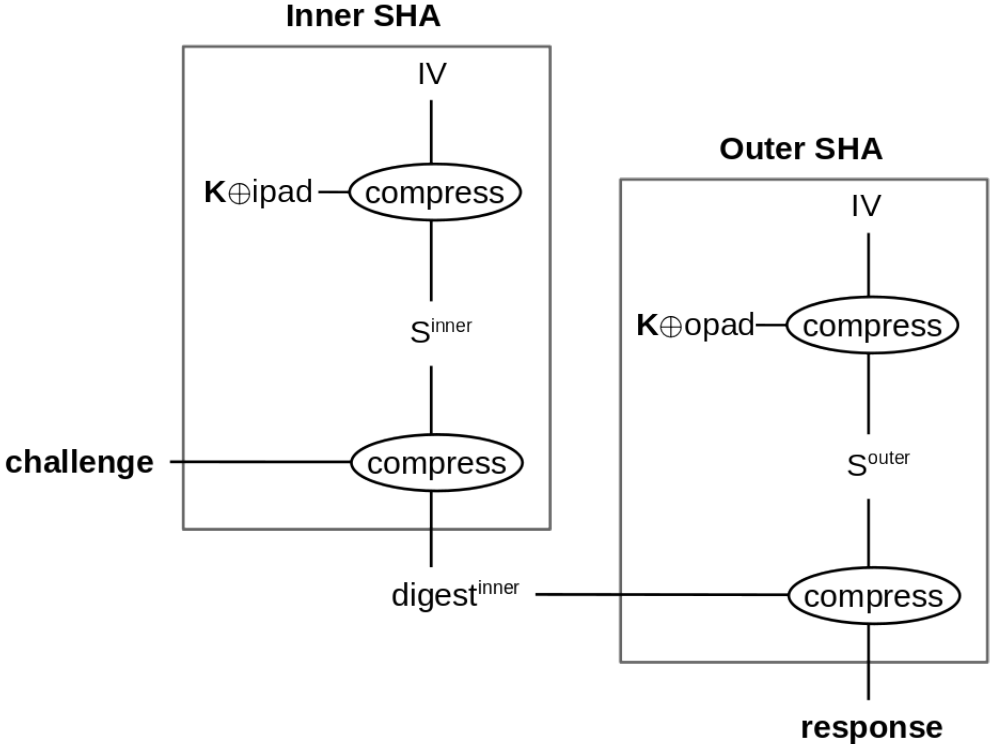 Inner SHA
IV
K⊕ipad
compress
S^inner
challenge
compress
digest^inner
Outer SHA
IV
K⊕opad
compress
S^outer
compress
response